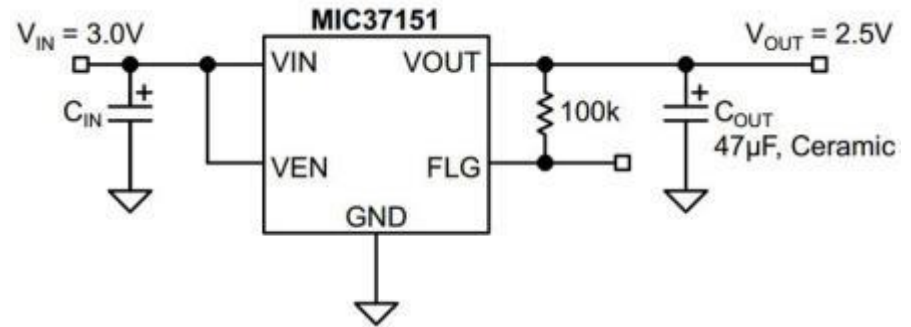 MIC37151
V_IN = 3.0V
V_OUT = 2.5V
VIN
VOUT
+
C_IN
100k
+
C_OUT
47µF, Ceramic
VEN
FLG
GND